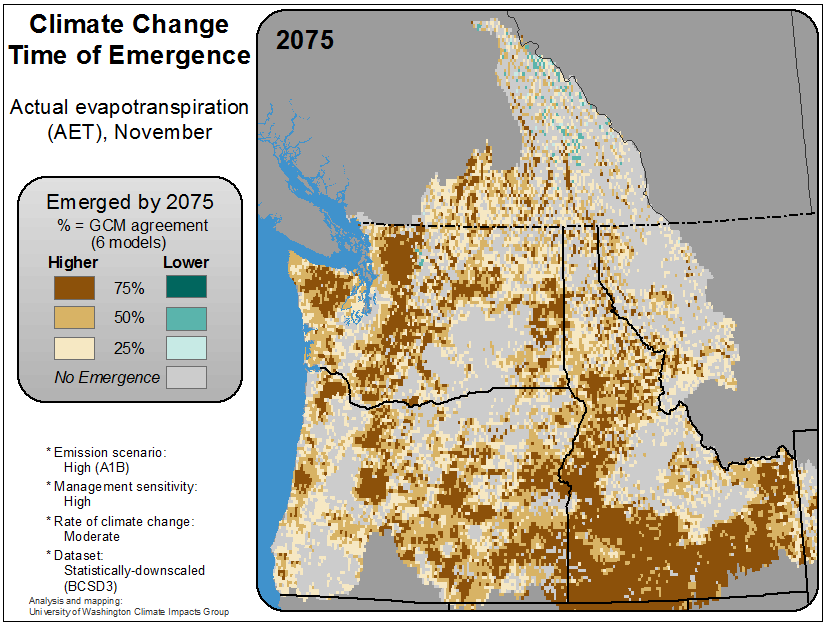 Climate Change
Time of Emergence
Actual evapotranspiration
(AET), November
Emerged by 2075
% = GCM agreement
(6 models)
Higher Lower
75%
50%
25%
No Emergence
* Emission scenario:
High (A1B)
* Management sensitivity:
High
* Rate of climate change:
Moderate
* Dataset:
Statistically-downscaled
(BCSD3)
Analysis and mapping:
University of Washington Climate Impacts Group
2075